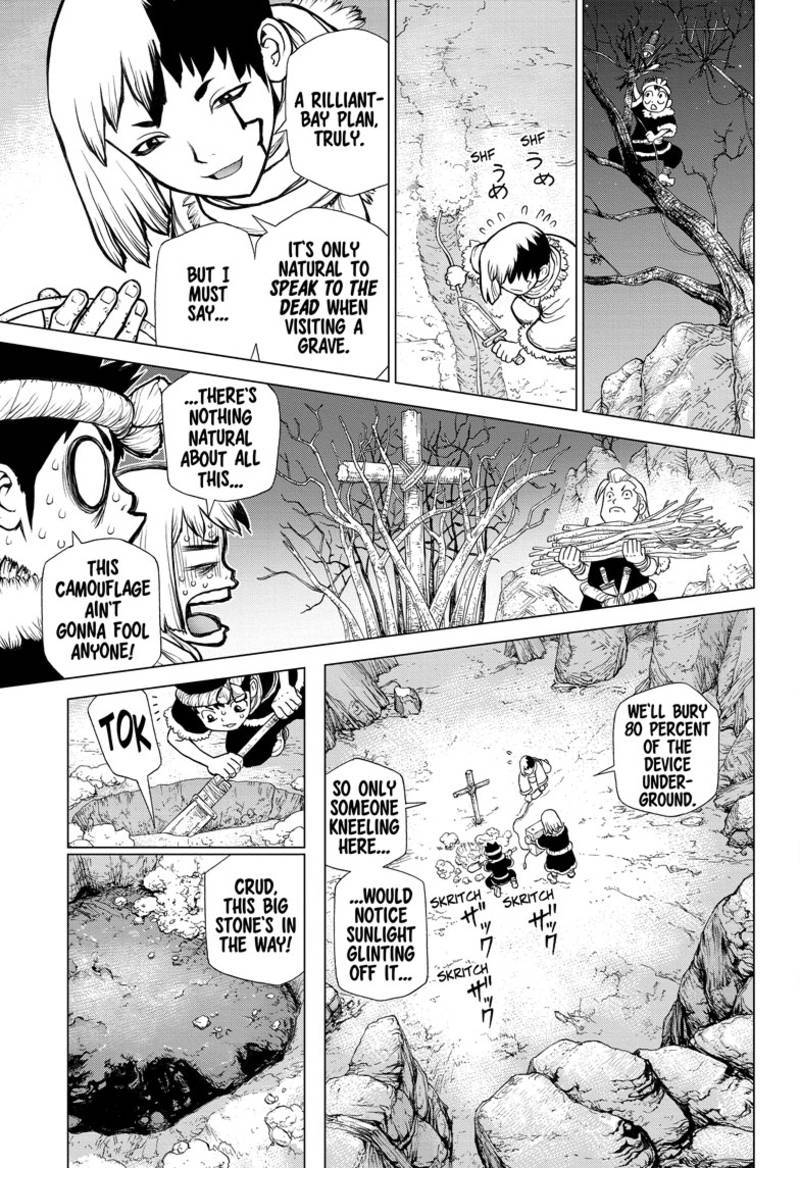 SHF
うめ
SHF
うめ
A RILLIANT-
BAY PLAN,
TRULY.
IT'S ONLY
NATURAL TO
SPEAK TO THE
DEAD WHEN
VISITING A
GRAVE.
BUT I
MUST
SAY...
...THERE'S
NOTHING
NATURAL
ABOUT ALL
THIS...
THIS
CAMOUFLAGE
AIN'T
GONNA FOOL
ANYONE!
WE'LL BURY
80 PERCENT
OF THE
DEVICE
UNDER-
GROUND.
SO ONLY
SOMEONE
KNEELING
HERE...
...WOULD
NOTICE
SUNLIGHT
GLINTING
OFF IT...
SKRITCH
ザッ
ク
SKRITCH
ザッ
ク
SKRITCH
ザッ
ク
TOK
CRUD,
THIS BIG
STONE'S IN
THE WAY!